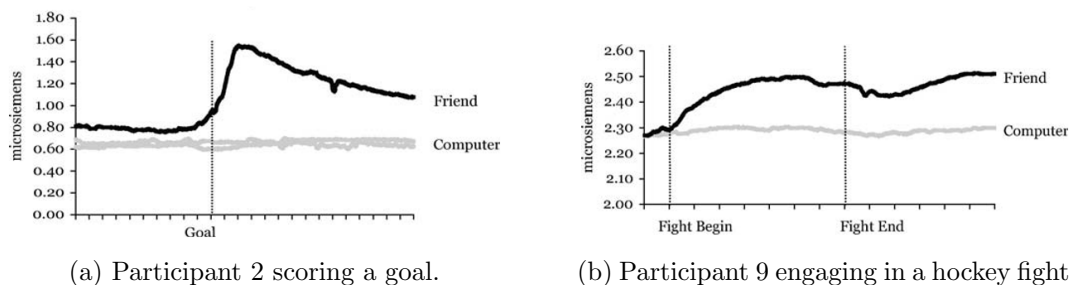 1.80
1.60
1.40
1.20
1.00
0.80
0.60
0.40
0.20
0.00
microsiemens
Friend
Computer
Goal
(a) Participant 2 scoring a goal.
2.60
2.50
2.40
2.30
2.20
2.10
2.00
microsiemens
Friend
Computer
Fight Begin
Fight End
(b) Participant 9 engaging in a hockey fight